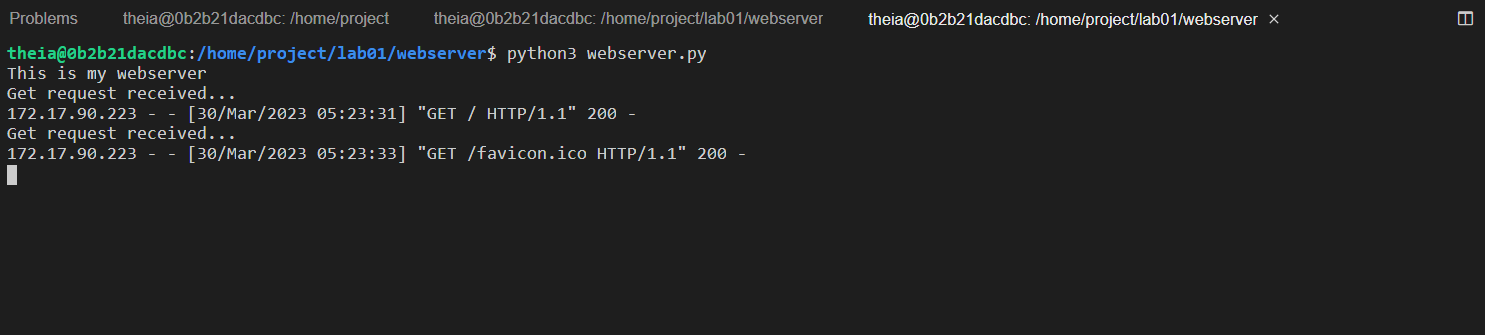 Problems theia@0b2b21dacdbc: /home/project theia@0b2b21dacdbc: /home/project/lab01/webserver theia@0b2b21dacdbc: /home/project/lab01/webserver ×
theia@0b2b21dacdbc:/home/project/lab01/webserver$ python3 webserver.py
This is my webserver
Get request received...
172.17.90.223 - - [30/Mar/2023 05:23:31] "GET / HTTP/1.1" 200 -
Get request received...
172.17.90.223 - - [30/Mar/2023 05:23:33] "GET /favicon.ico HTTP/1.1" 200 -